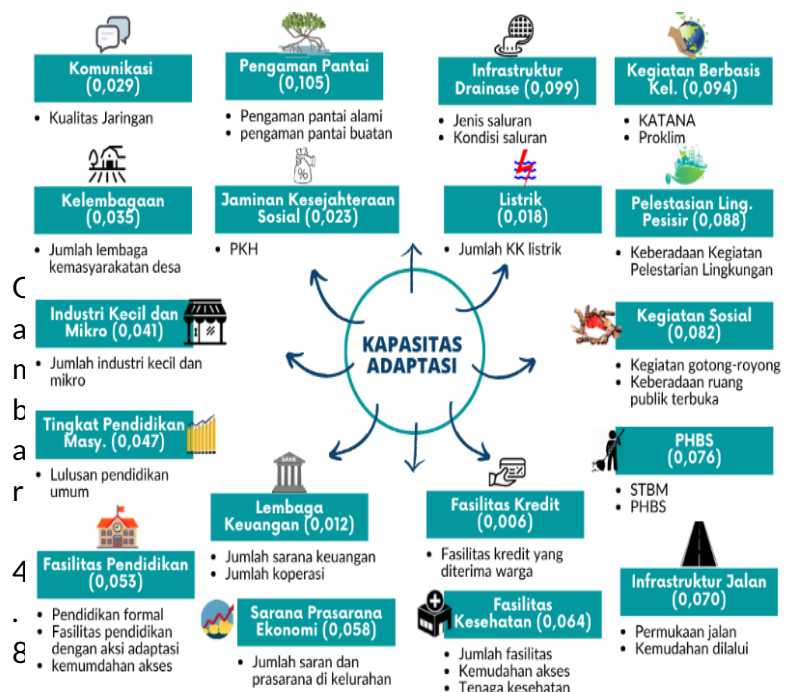 Komunikasi
(0,029)
• Kualitas Jaringan
Pengaman Pantai
(0,105)
• Pengaman pantai alami
• pengaman pantai buatan
Infrastruktur
Drainase (0,099)
• Jenis saluran
• Kondisi saluran
Kegiatan Berbasis
Kel. (0,094)
• KATANA
• Proklim
Kelembagaan
(0,035)
• Jumlah lembaga
kemasyarakatan desa
%
Jaminan Kesejahteraan
Sosial (0,023)
• PKH
Listrik
(0,018)
• Jumlah KK listrik
Pelestasian Ling.
Pesisir (0,088)
• Keberadaan Kegiatan
Pelestarian Lingkungan
Industri Kecil dan
Mikro (0,041)
• Jumlah industri kecil dan
mikro
KAPASITAS
ADAPTASI
Kegiatan Sosial
(0,082)
• Kegiatan gotong-royong
• Keberadaan ruang
publik terbuka
Tingkat Pendidikan
Masy. (0,047)
• Lulusan pendidikan
umum
BANK
Lembaga
Keuangan (0,012)
• Jumlah sarana keuangan
• Jumlah koperasi
Fasilitas Kredit
(0,006)
• Fasilitas kredit yang
diterima warga
PHBS
(0,076)
• STBM
• PHBS
Fasilitas Pendidikan
(0,053)
• Pendidikan formal
• Fasilitas pendidikan
dengan aksi adaptasi
• kemumdahan akses
Sarana Prasarana
Ekonomi (0,058)
• Jumlah saran dan
prasarana di kelurahan
Fasilitas
Kesehatan (0,064)
• Jumlah fasilitas
• Kemudahan akses
• Tenaga kesehatan
Infrastruktur Jalan
(0,070)
• Permukaan jalan
• Kemudahan dilalui
a
m
b
a
r
4
.
8